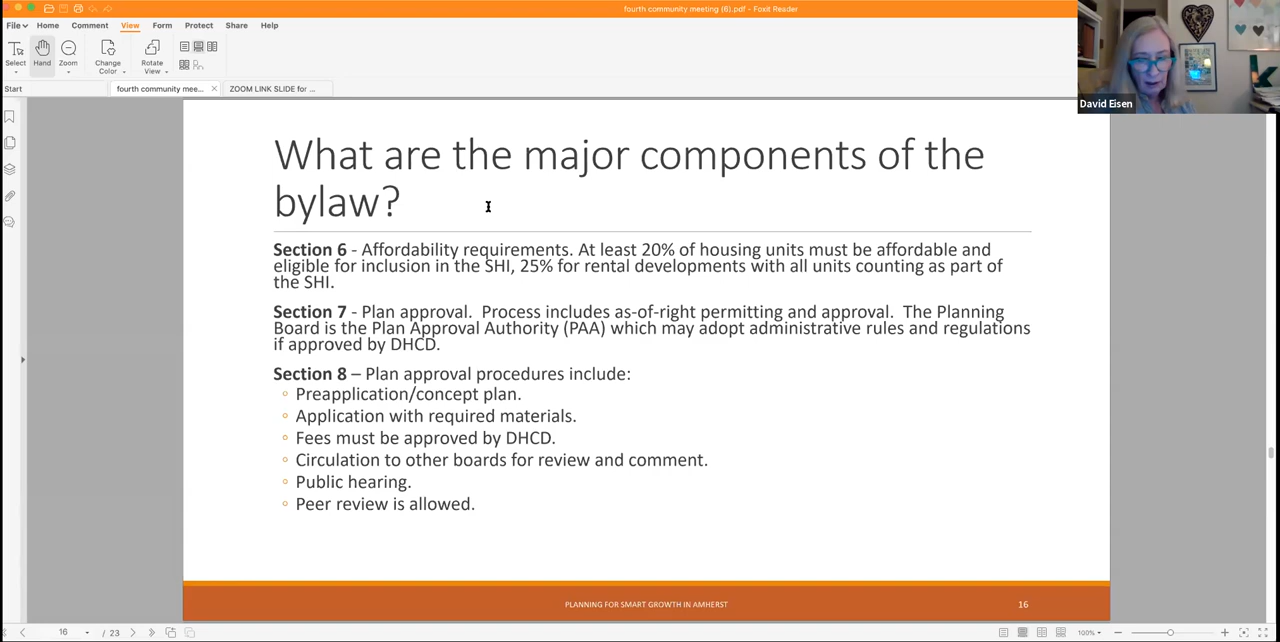 fourth community meeting (6).pdf - Foxit Reader
File Home Comment View Form Protect Share Help
Select Hand Zoom Change Color Rotate View
Start fourth community mee... × ZOOM LINK SLIDE for ...
David Eisen
What are the major components of the
bylaw?
Section 6 - Affordability requirements. At least 20% of housing units must be affordable and
eligible for inclusion in the SHI, 25% for rental developments with all units counting as part of
the SHI.
Section 7 - Plan approval. Process includes as-of-right permitting and approval. The Planning
Board is the Plan Approval Authority (PAA) which may adopt administrative rules and regulations
if approved by DHCD.
Section 8 – Plan approval procedures include:
◦ Preapplication/concept plan.
◦ Application with required materials.
◦ Fees must be approved by DHCD.
◦ Circulation to other boards for review and comment.
◦ Public hearing.
◦ Peer review is allowed.
PLANNING FOR SMART GROWTH IN AMHERST 16
16 / 23 100%